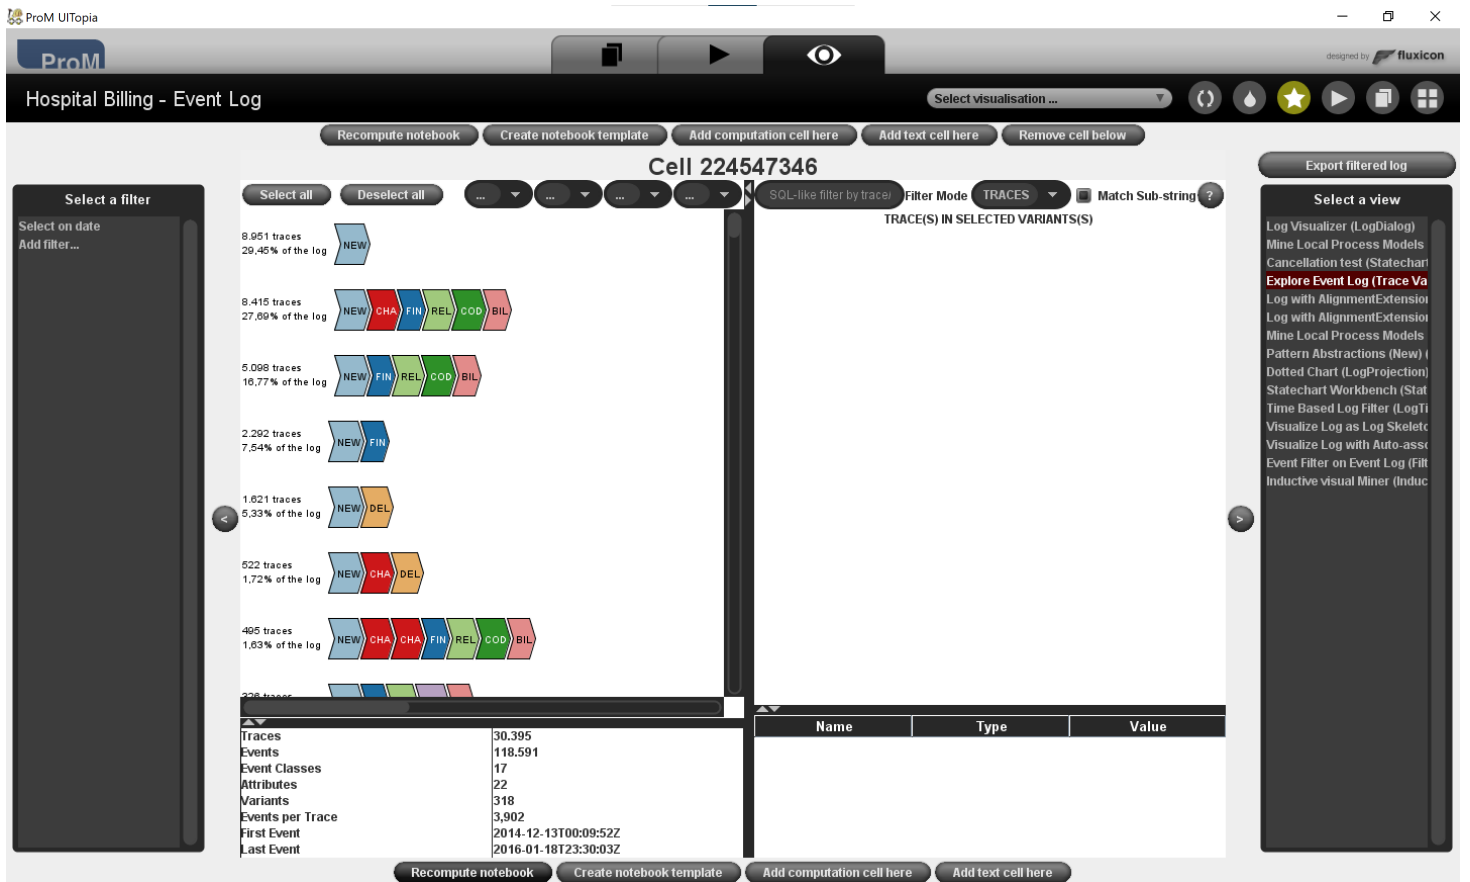 ProM UITopia
ProM
designed by fluxicon
Hospital Billing - Event Log
Select visualisation ...
Recompute notebook
Create notebook template
Add computation cell here
Add text cell here
Remove cell below
Cell 224547346
Export filtered log
Select a filter
Select on date
Add filter...
Select all
Deselect all
...
...
...
...
SQL-like filter by trace/
Filter Mode
TRACES
Match Sub-string
?
TRACE(S) IN SELECTED VARIANTS(S)
8.951 traces
29,45% of the log
NEW
8.415 traces
27,69% of the log
NEW CHA FIN REL COD BIL
5.098 traces
16,77% of the log
NEW FIN REL COD BIL
2.292 traces
7,54% of the log
NEW FIN
1.621 traces
5,33% of the log
NEW DEL
522 traces
1,72% of the log
NEW CHA DEL
495 traces
1,63% of the log
NEW CHA CHA FIN REL COD BIL
326 traces
<
>
Traces 30.395
Events 118.591
Event Classes 17
Attributes 22
Variants 318
Events per Trace 3,902
First Event 2014-12-13T00:09:52Z
Last Event 2016-01-18T23:30:03Z
Name Type Value
Select a view
Log Visualizer (LogDialog)
Mine Local Process Models
Cancellation test (Statechart
Explore Event Log (Trace Va
Log with AlignmentExtension
Log with AlignmentExtension
Mine Local Process Models
Pattern Abstractions (New) (
Dotted Chart (LogProjection)
Statechart Workbench (Stat
Time Based Log Filter (LogTi
Visualize Log as Log Skeletc
Visualize Log with Auto-assc
Event Filter on Event Log (Filt
Inductive visual Miner (Induc
Recompute notebook
Create notebook template
Add computation cell here
Add text cell here